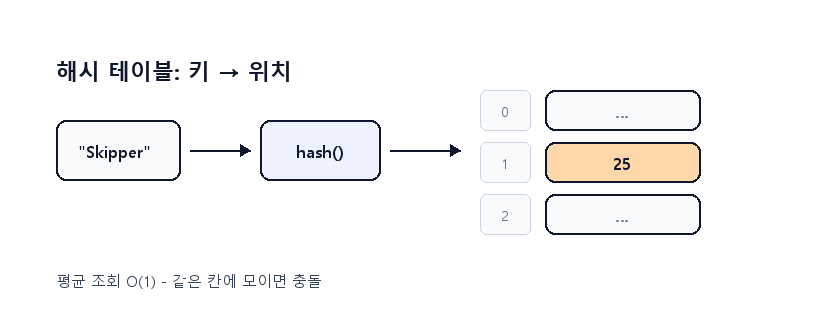 해시 테이블: 키 → 위치
"Skipper"
hash()
0
...
1
25
2
...
평균 조회 O(1) - 같은 칸에 모이면 충돌